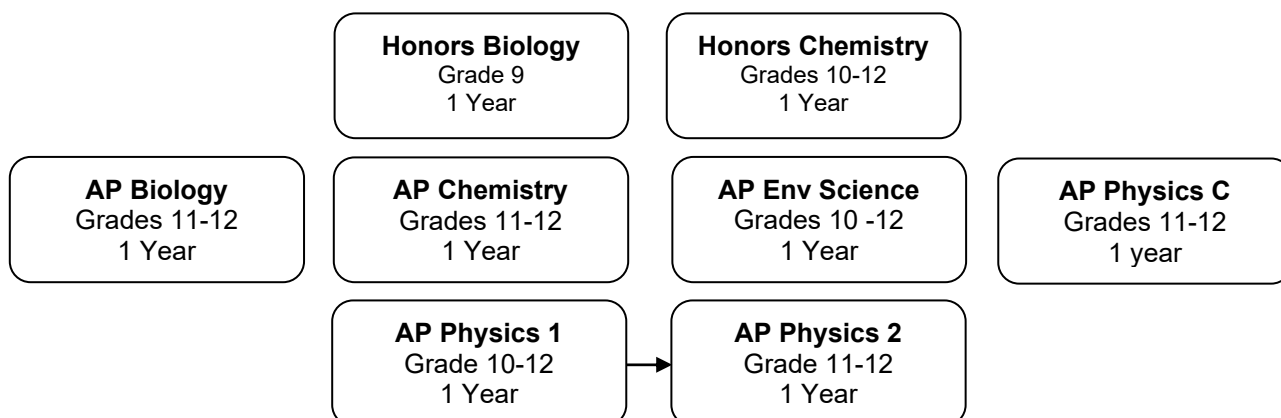 Honors Biology
Grade 9
1 Year
Honors Chemistry
Grades 10-12
1 Year
AP Biology
Grades 11-12
1 Year
AP Chemistry
Grades 11-12
1 Year
AP Env Science
Grades 10 -12
1 Year
AP Physics C
Grades 11-12
1 year
AP Physics 1
Grade 10-12
1 Year
AP Physics 2
Grade 11-12
1 Year